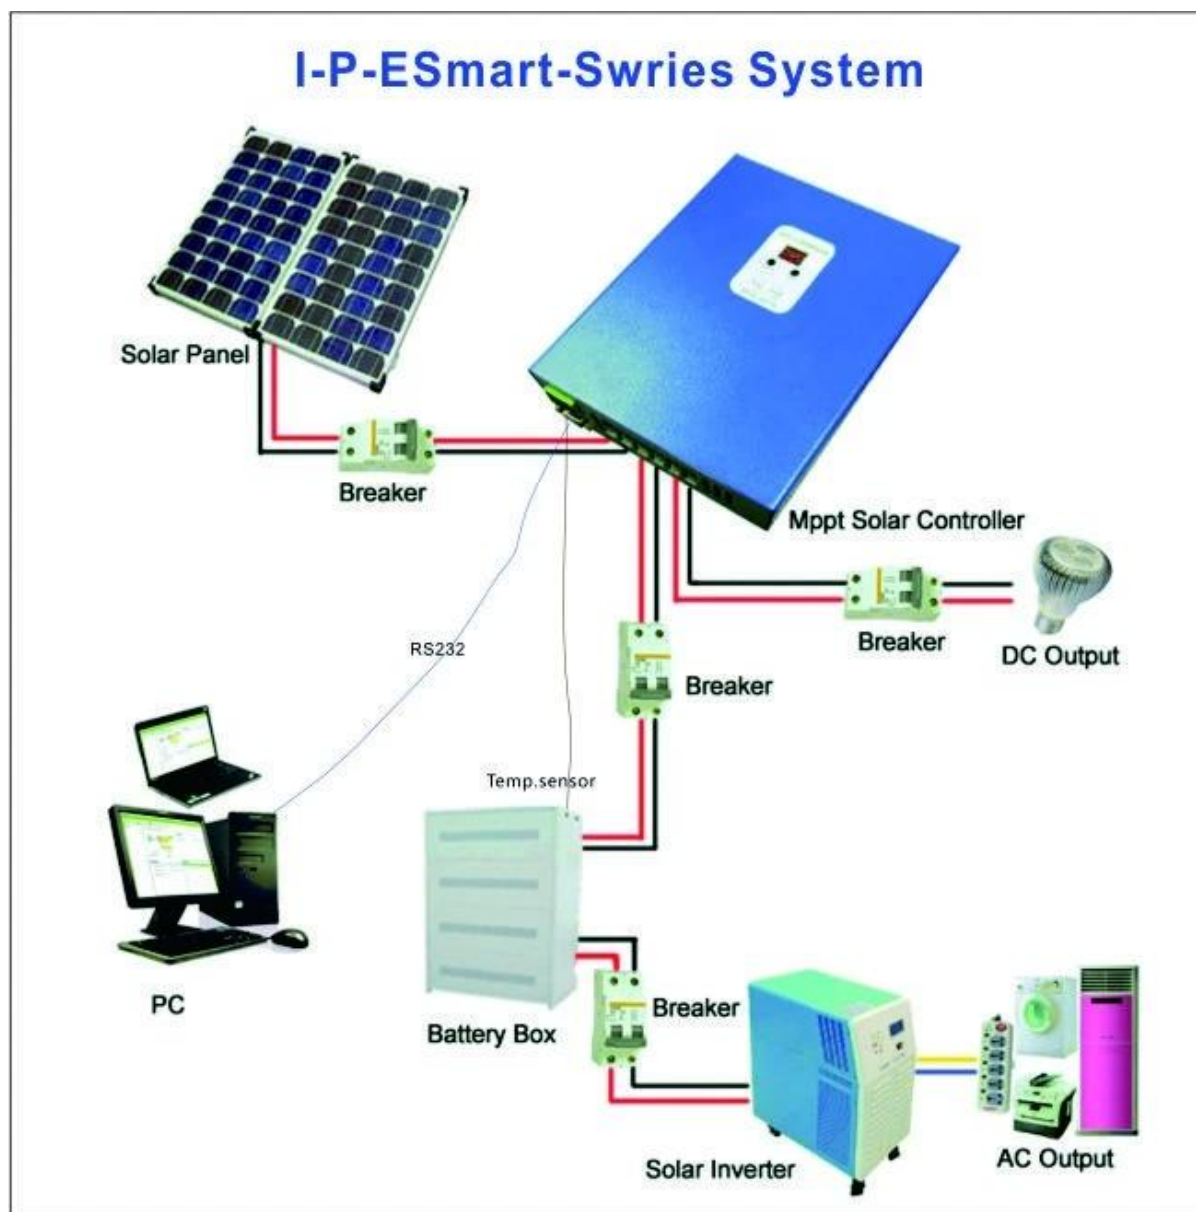 I-P-ESmart-Swries System
Solar Panel
Breaker
Mppt Solar Controller
Breaker
DC Output
RS232
Breaker
Temp.sensor
PC
Battery Box
Breaker
Solar Inverter
AC Output